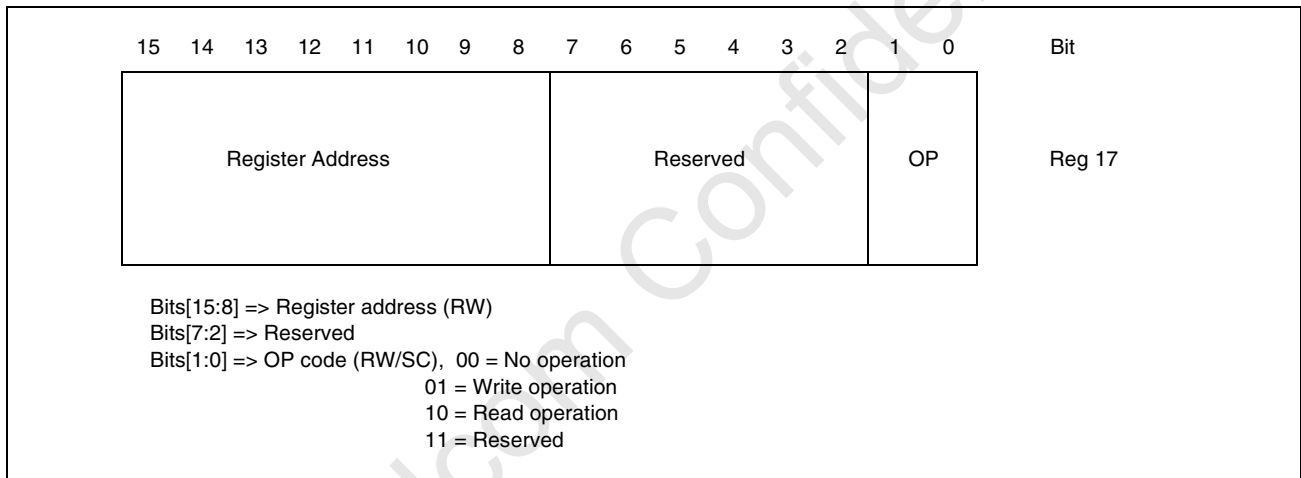 15 14 13 12 11 10 9 8 7 6 5 4 3 2 1 0 Bit
Register Address Reserved OP Reg 17
Bits[15:8] => Register address (RW)
Bits[7:2] => Reserved
Bits[1:0] => OP code (RW/SC), 00 = No operation
01 = Write operation
10 = Read operation
11 = Reserved